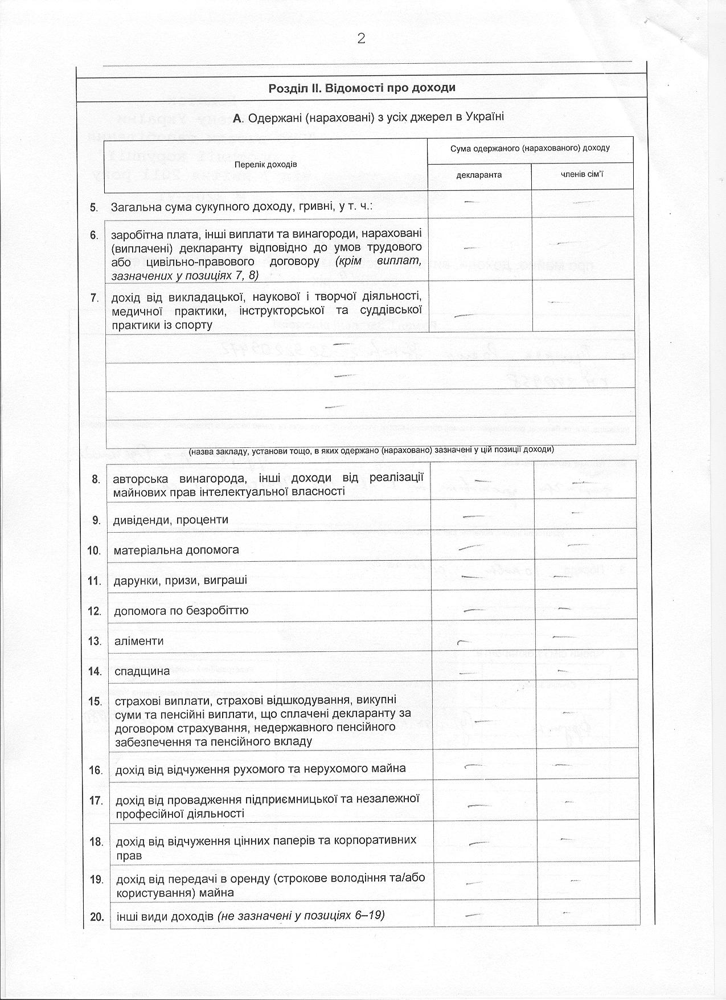 2
Розділ II. Відомості про доходи
А. Одержані (нараховані) з усіх джерел в Україні
Перелік доходів
Сума одержаного (нарахованого) доходу
декларанта
членів сім'ї
5. Загальна сума сукупного доходу, гривні, у т. ч.: — —
6. заробітна плата, інші виплати та винагороди, нараховані
(виплачені) декларанту відповідно до умов трудового
або цивільно-правового договору (крім виплат, — —
зазначених у позиціях 7, 8)
7. дохід від викладацької, наукової і творчої діяльності,
медичної практики, інструкторської та суддівської — —
практики із спорту
—
—
—
(назва закладу, установи тощо, в яких одержано (нараховано) зазначені у цій позиції доходи)
8. авторська винагорода, інші доходи від реалізації — —
майнових прав інтелектуальної власності
9. дивіденди, проценти — —
10. матеріальна допомога — —
11. дарунки, призи, виграші — —
12. допомога по безробіттю — —
13. аліменти — —
14. спадщина — —
15. страхові виплати, страхові відшкодування, викупні
суми та пенсійні виплати, що сплачені декларанту за — —
договором страхування, недержавного пенсійного
забезпечення та пенсійного вкладу
16. дохід від відчуження рухомого та нерухомого майна — —
17. дохід від провадження підприємницької та незалежної — —
професійної діяльності
18. дохід від відчуження цінних паперів та корпоративних — —
прав
19. дохід від передачі в оренду (строкове володіння та/або — —
користування) майна
20. інші види доходів (не зазначені у позиціях 6–19) — —